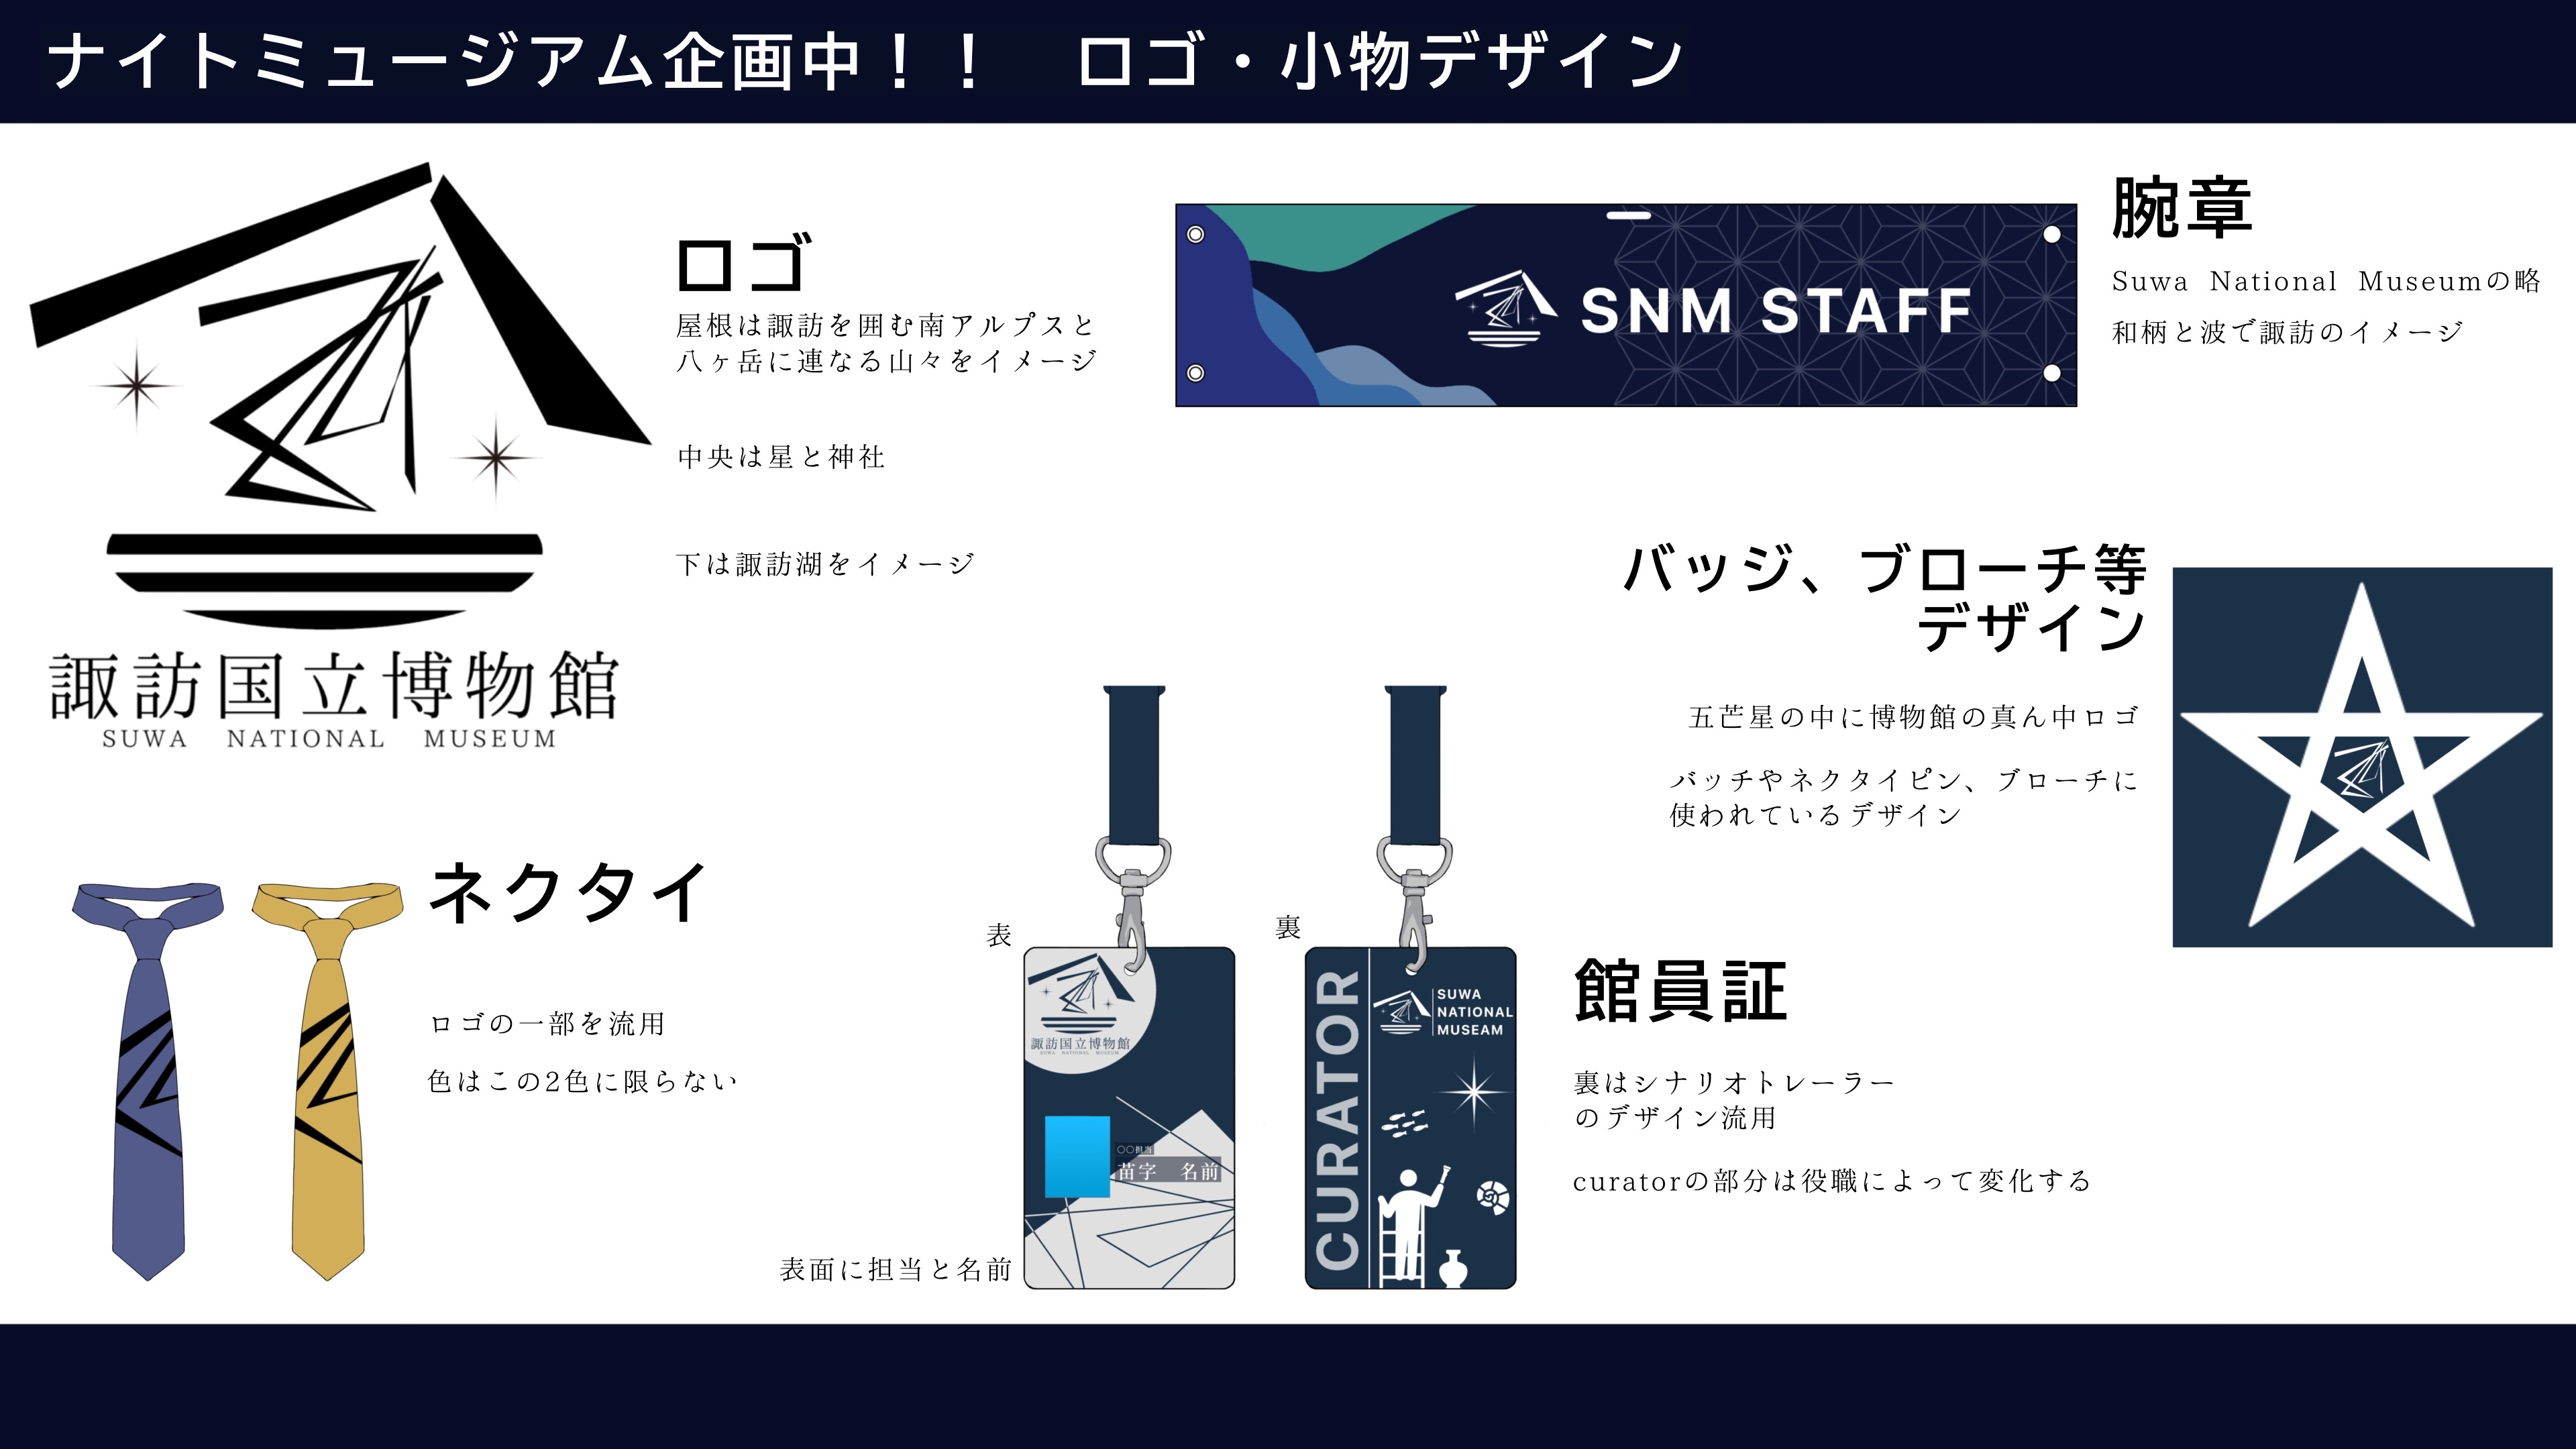 ナイトミュージアム企画中！！　ロゴ・小物デザイン
ロゴ
屋根は諏訪を囲む南アルプスと
八ヶ岳に連なる山々をイメージ
中央は星と神社
下は諏訪湖をイメージ
諏訪国立博物館
SUWA NATIONAL MUSEUM
SNM STAFF
腕章
Suwa National Museumの略
和柄と波で諏訪のイメージ
バッジ、ブローチ等
デザイン
五芒星の中に博物館の真ん中ロゴ
バッチやネクタイピン、ブローチに
使われているデザイン
ネクタイ
ロゴの一部を流用
色はこの2色に限らない
表
諏訪国立博物館
SUWA NATIONAL MUSEUM
〇〇担当
苗字　名前
表面に担当と名前
裏
CURATOR
SUWA
NATIONAL
MUSEAM
館員証
裏はシナリオトレーラー
のデザイン流用
curatorの部分は役職によって変化する